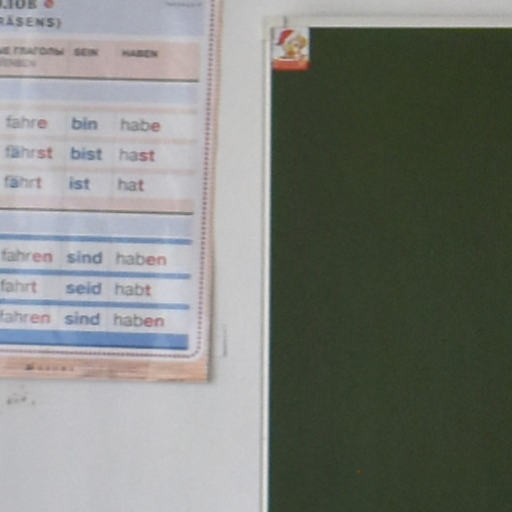 РÄSENS)
ГЛАГОЛЫ SEIN HABEN
fahre bin habe
fährst bist hast
fährt ist hat
fahren sind haben
fahrt seid habt
fahren sind haben